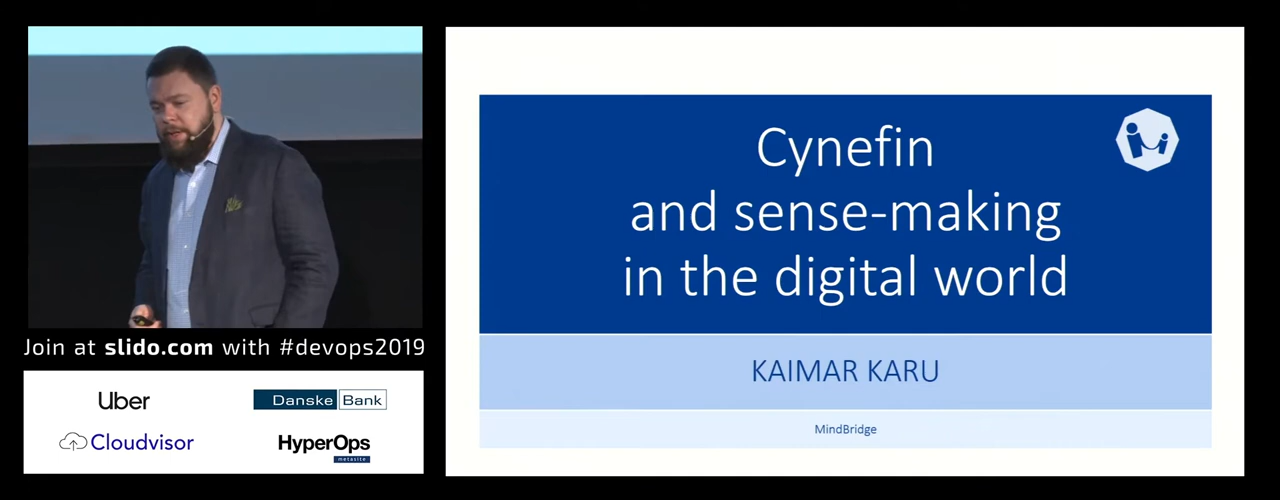 Join at slido.com with #devops2019
Uber
Danske Bank
Cloudvisor
HyperOps
metasite
Cynefin
and sense-making
in the digital world
KAIMAR KARU
MindBridge